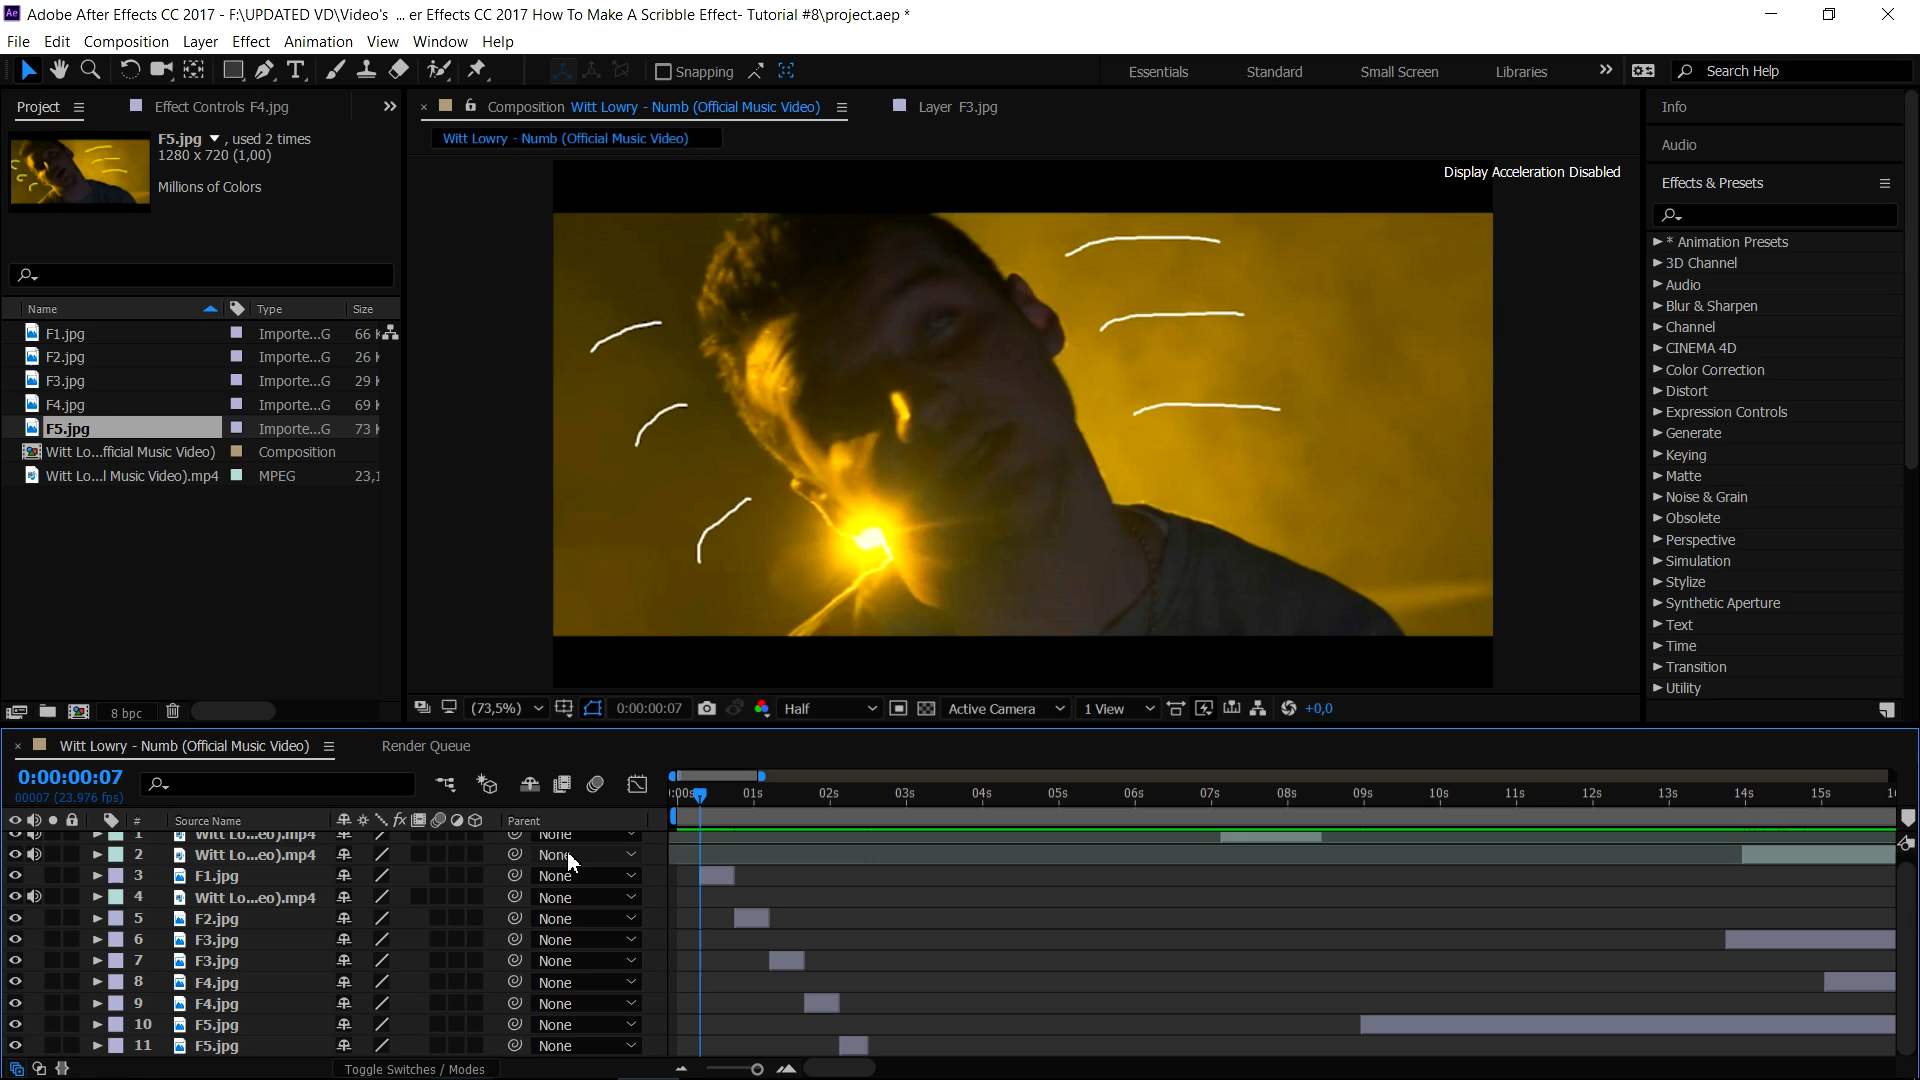 Adobe After Effects CC 2017 - F:\UPDATED VD\Video's ... er Effects CC 2017 How To Make A Scribble Effect- Tutorial #8\project.aep *
File Edit Composition Layer Effect Animation View Window Help
Snapping Essentials Standard Small Screen Libraries Search Help
Project Effect Controls F4.jpg
F5.jpg , used 2 times
1280 x 720 (1,00)
Millions of Colors
Name Type Size
F1.jpg Importe...G 66 K
F2.jpg Importe...G 26 K
F3.jpg Importe...G 29 K
F4.jpg Importe...G 69 K
F5.jpg Importe...G 73 K
Witt Lo...fficial Music Video) Composition
Witt Lo...l Music Video).mp4 MPEG 23,1
8 bpc
Composition Witt Lowry - Numb (Official Music Video) Layer F3.jpg
Witt Lowry - Numb (Official Music Video)
Display Acceleration Disabled
(73,5%) 0:00:00:07 Half Active Camera 1 View +0,0
Info
Audio
Effects & Presets
* Animation Presets
3D Channel
Audio
Blur & Sharpen
Channel
CINEMA 4D
Color Correction
Distort
Expression Controls
Generate
Keying
Matte
Noise & Grain
Obsolete
Perspective
Simulation
Stylize
Synthetic Aperture
Text
Time
Transition
Utility
Witt Lowry - Numb (Official Music Video) Render Queue
0:00:00:07
00007 (23.976 fps)
:00s 01s 02s 03s 04s 05s 06s 07s 08s 09s 10s 11s 12s 13s 14s 15s 1
# Source Name Parent
1 Witt Lo...eo).mp4 None
2 Witt Lo...eo).mp4 None
3 F1.jpg None
4 Witt Lo...eo).mp4 None
5 F2.jpg None
6 F3.jpg None
7 F3.jpg None
8 F4.jpg None
9 F4.jpg None
10 F5.jpg None
11 F5.jpg None
Toggle Switches / Modes